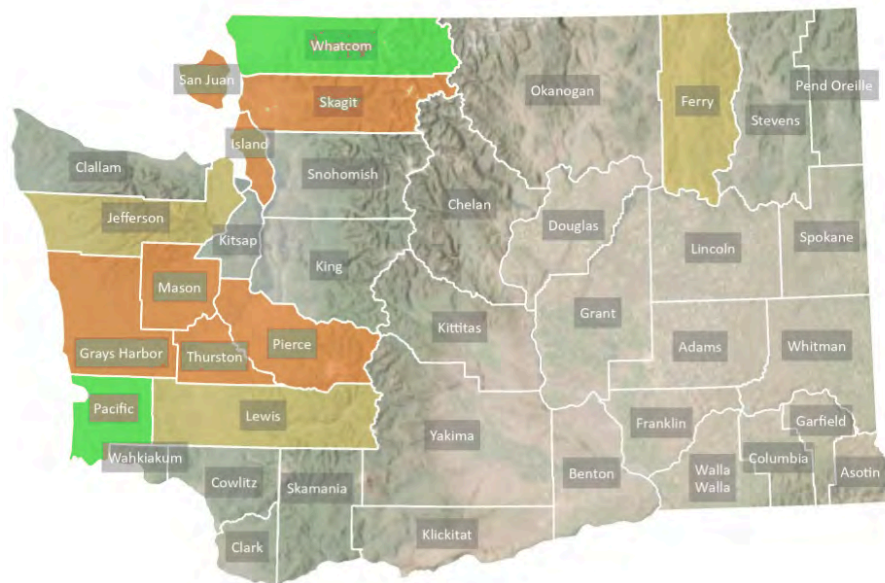 Whatcom
San Juan
Skagit
Okanogan
Ferry
Pend Oreille
Stevens
Island
Clallam
Snohomish
Chelan
Jefferson
Douglas
Kitsap
Lincoln
Spokane
King
Mason
Grant
Kittitas
Pierce
Grays Harbor
Thurston
Adams
Whitman
Pacific
Lewis
Yakima
Franklin
Garfield
Wahkiakum
Columbia
Walla
Walla
Asotin
Benton
Cowlitz
Skamania
Klickitat
Clark